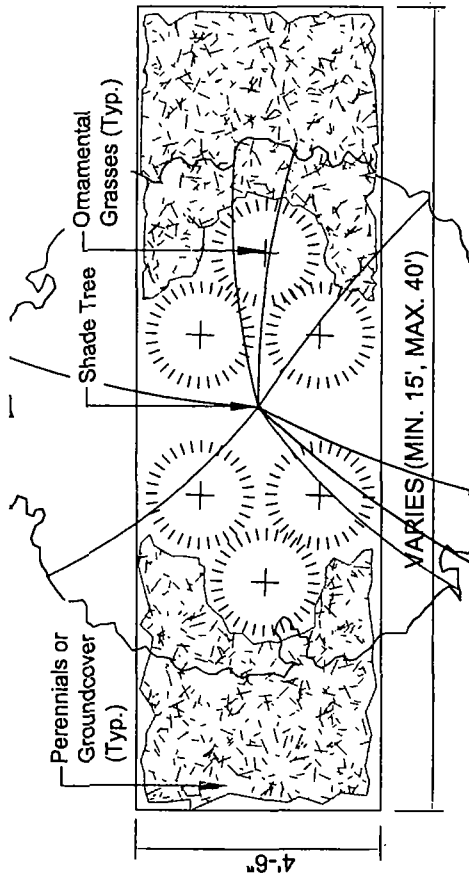 Perennials or
Groundcover
(Typ.)
Shade Tree
Ornamental
Grasses (Typ.)
4'-6"
VARIES (MIN. 15', MAX. 40')